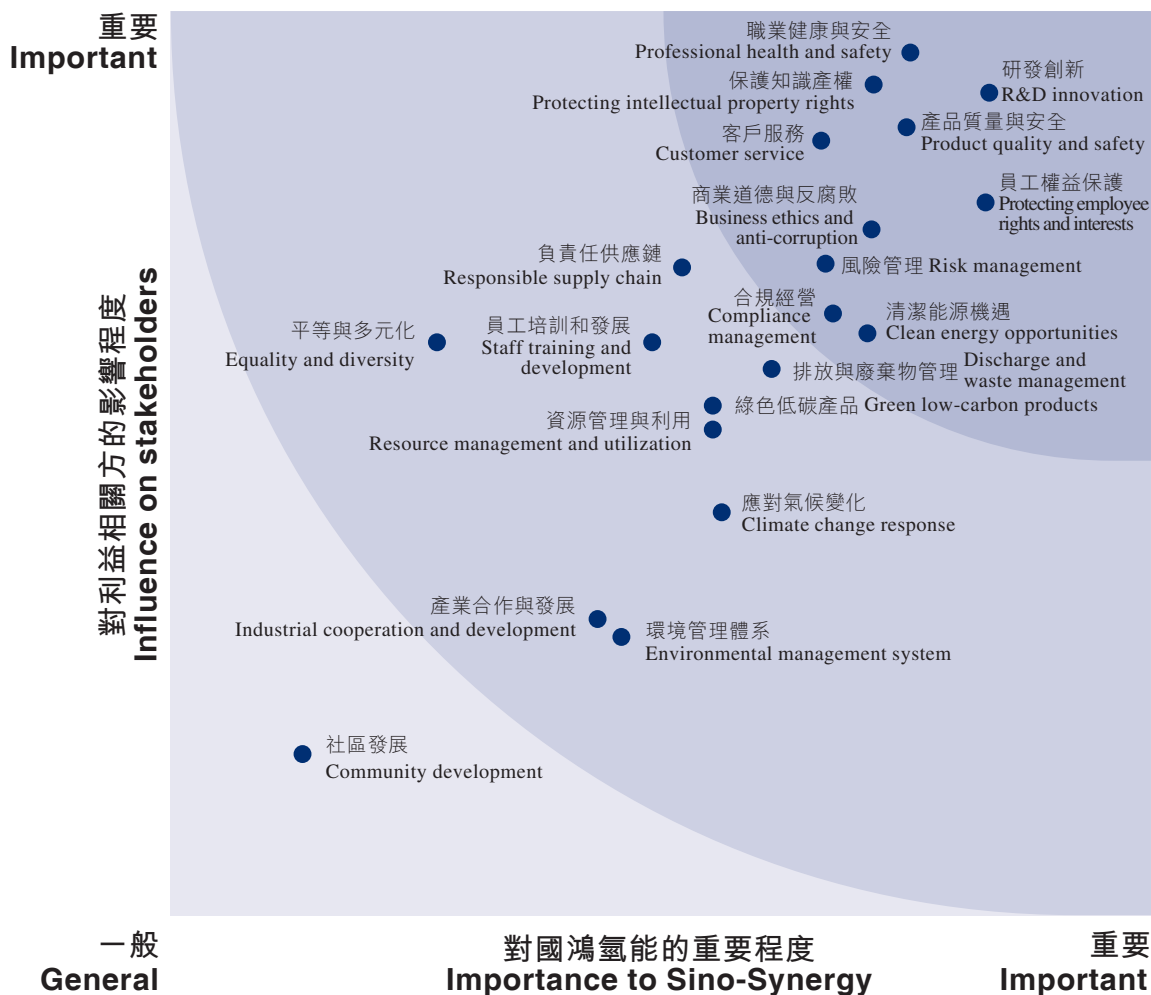 重要
Important
職業健康與安全
Professional health and safety
研發創新
R&D innovation
保護知識產權
Protecting intellectual property rights
產品質量與安全
Product quality and safety
客戶服務
Customer service
員工權益保護
Protecting employee
rights and interests
商業道德與反腐敗
Business ethics and
anti-corruption
負責任供應鏈
Responsible supply chain
風險管理 Risk management
合規經營
Compliance
management
清潔能源機遇
Clean energy opportunities
平等與多元化
Equality and diversity
員工培訓和發展
Staff training and
development
排放與廢棄物管理 Discharge and
waste management
綠色低碳產品 Green low-carbon products
資源管理與利用
Resource management and utilization
應對氣候變化
Climate change response
產業合作與發展
Industrial cooperation and development
環境管理體系
Environmental management system
社區發展
Community development
對利益相關方的影響程度
Influence on stakeholders
一般
General
對國鴻氫能的重要程度
Importance to Sino-Synergy
重要
Important